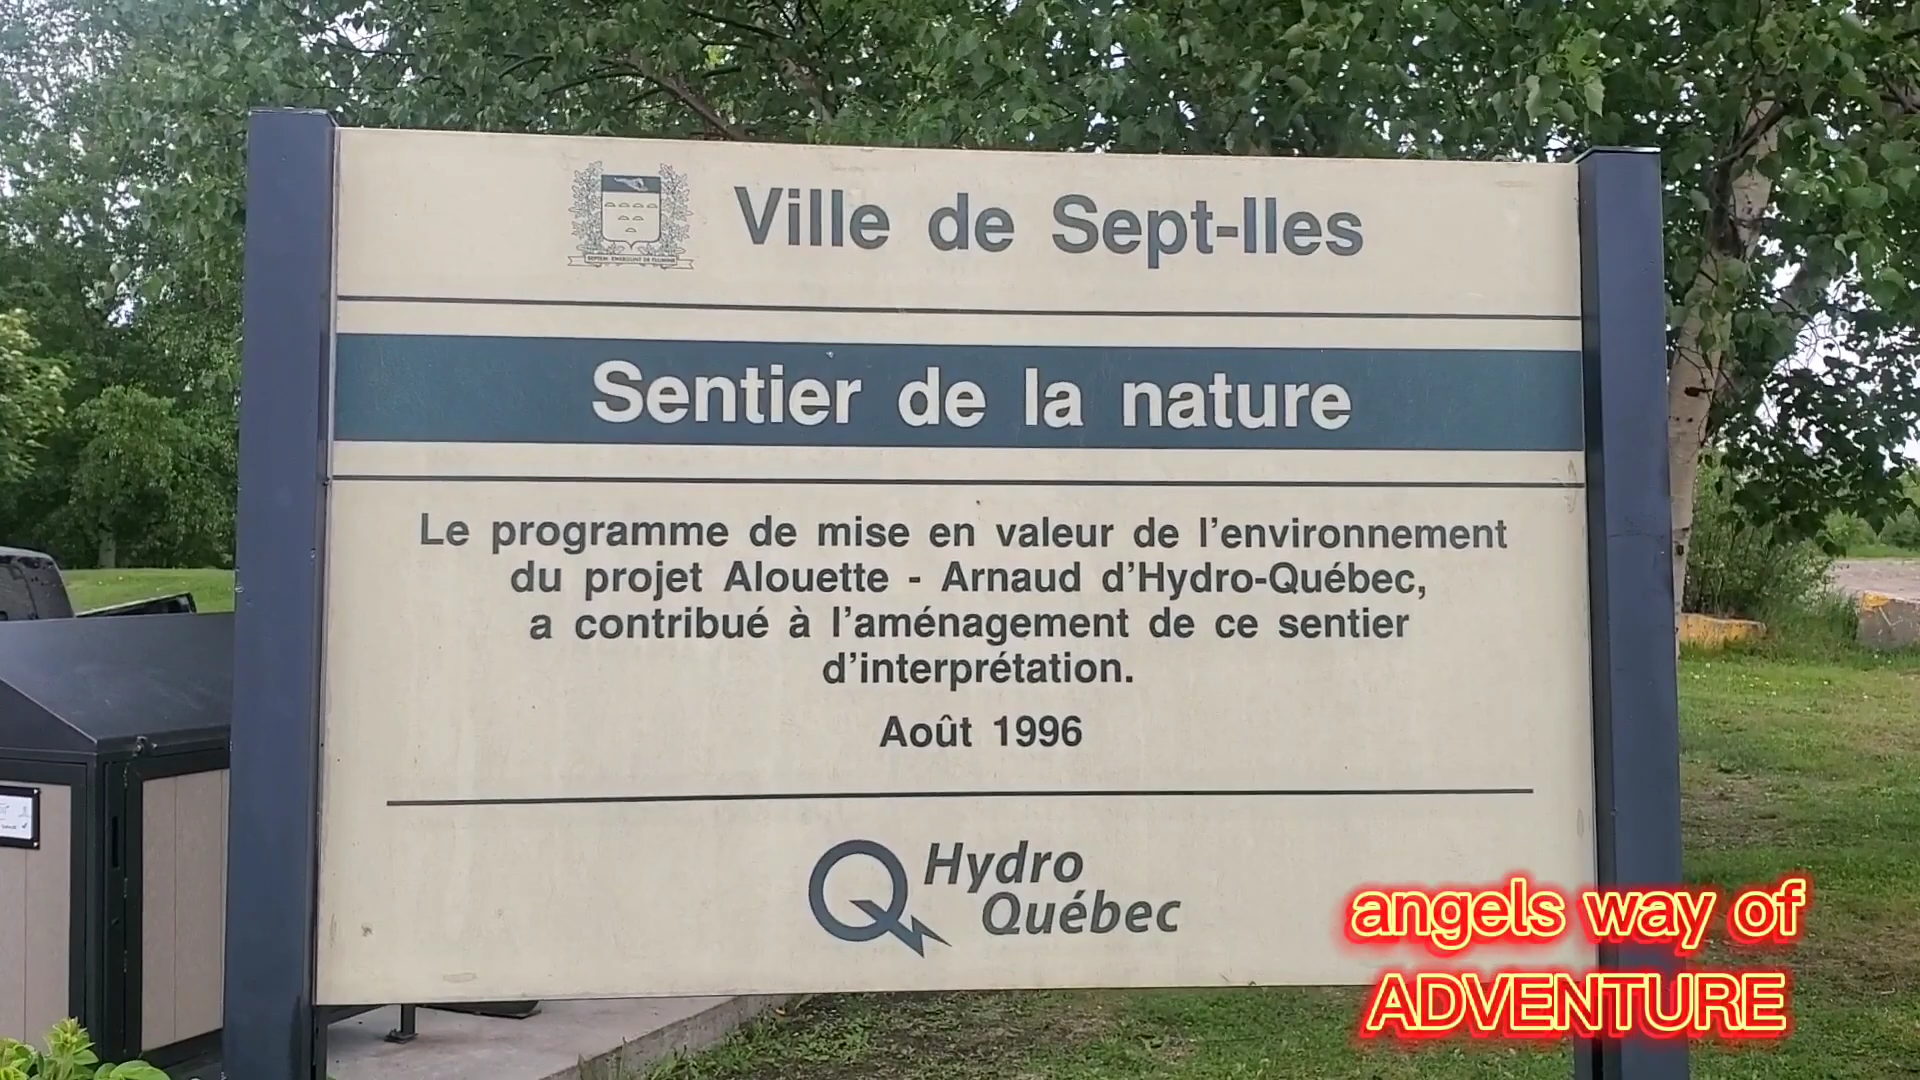 Ville de Sept-Iles
Sentier de la nature
Le programme de mise en valeur de l'environnement
du projet Alouette - Arnaud d'Hydro-Québec,
a contribué à l'aménagement de ce sentier
d'interprétation.
Août 1996
Hydro
Québec
angels way of
ADVENTURE